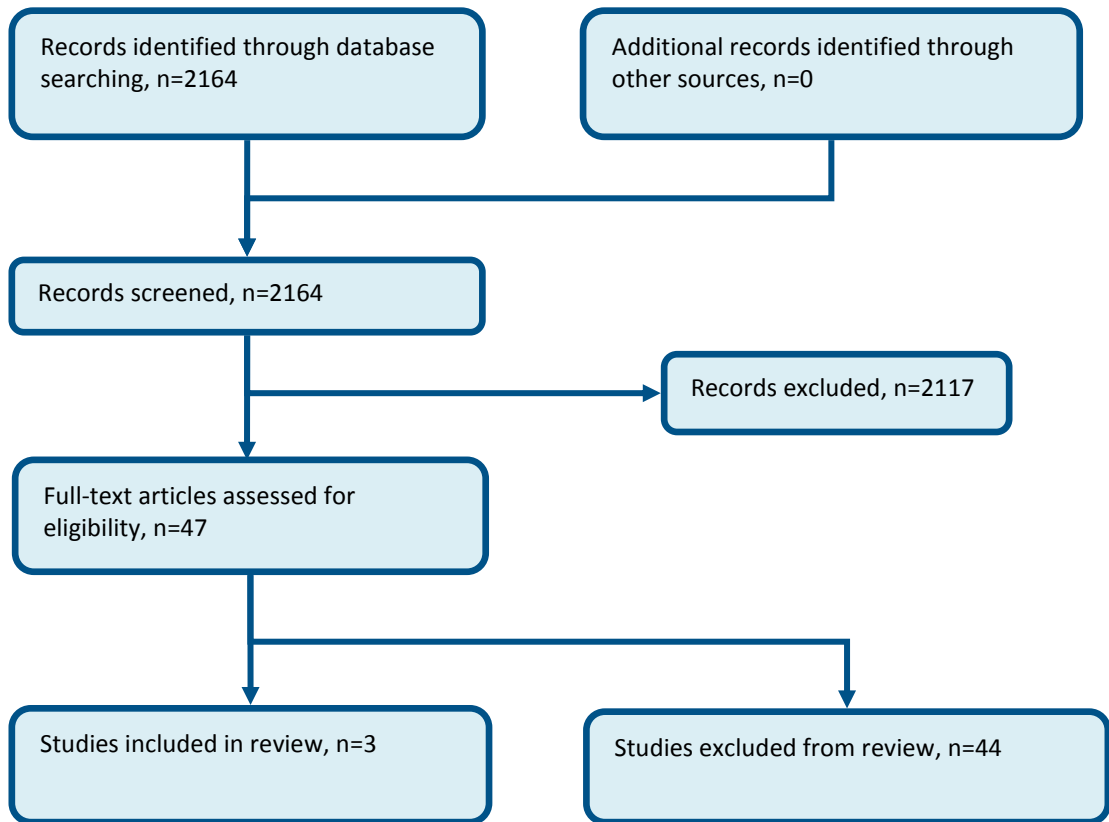 Records identified through database
searching, n=2164
Additional records identified through
other sources, n=0
Records screened, n=2164
Records excluded, n=2117
Full-text articles assessed for
eligibility, n=47
Studies included in review, n=3
Studies excluded from review, n=44